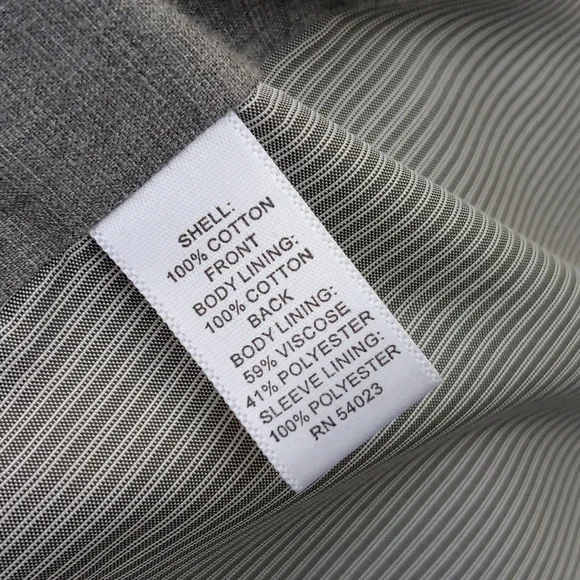 SHELL:
100% COTTON
FRONT
BODY LINING:
100% COTTON
BACK
BODY LINING:
59% VISCOSE
41% POLYESTER
SLEEVE LINING:
100% POLYESTER
RN 54023